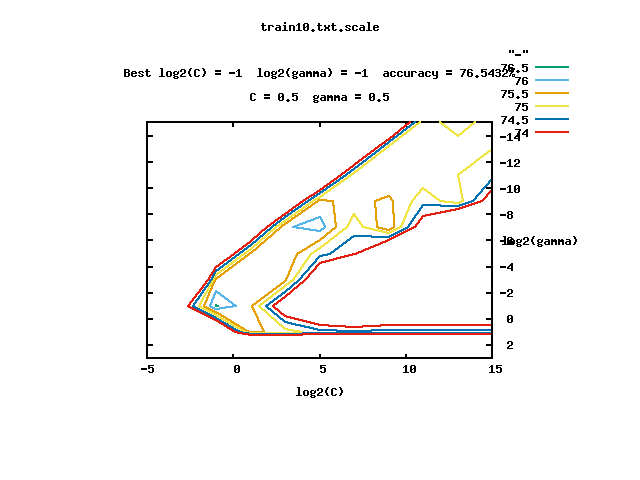 train10.txt.scale
"-"
Best log2(C) = -1  log2(gamma) = -1  accuracy = 76.5432%
76.5
76
C = 0.5  gamma = 0.5
75.5
75
74.5
74
-14
-12
-10
-8
-6
log2(gamma)
-4
-2
0
2
-5 0 5 10 15
log2(C)